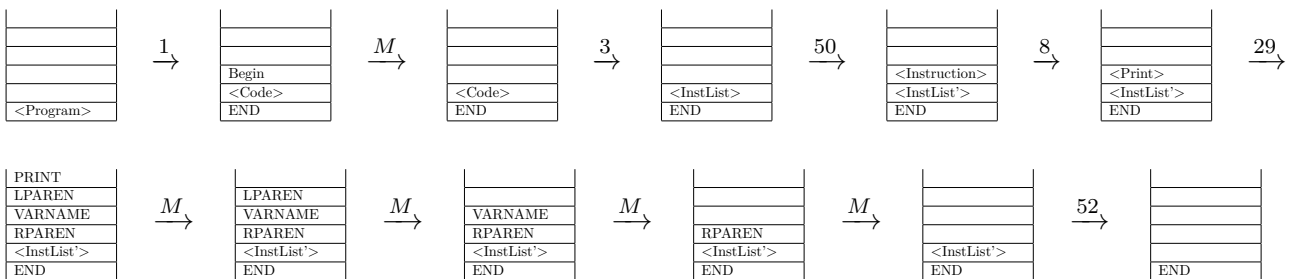 1 M 3 50 8 29
Begin <Instruction> <Print>
<Code> <Code> <InstList'> <InstList'>
<Program> END END <InstList> END END END
PRINT
LPAREN LPAREN
VARNAME VARNAME VARNAME
M M M M 52
RPAREN RPAREN RPAREN RPAREN
<InstList'> <InstList'> <InstList'> <InstList'> <InstList'>
END END END END END END